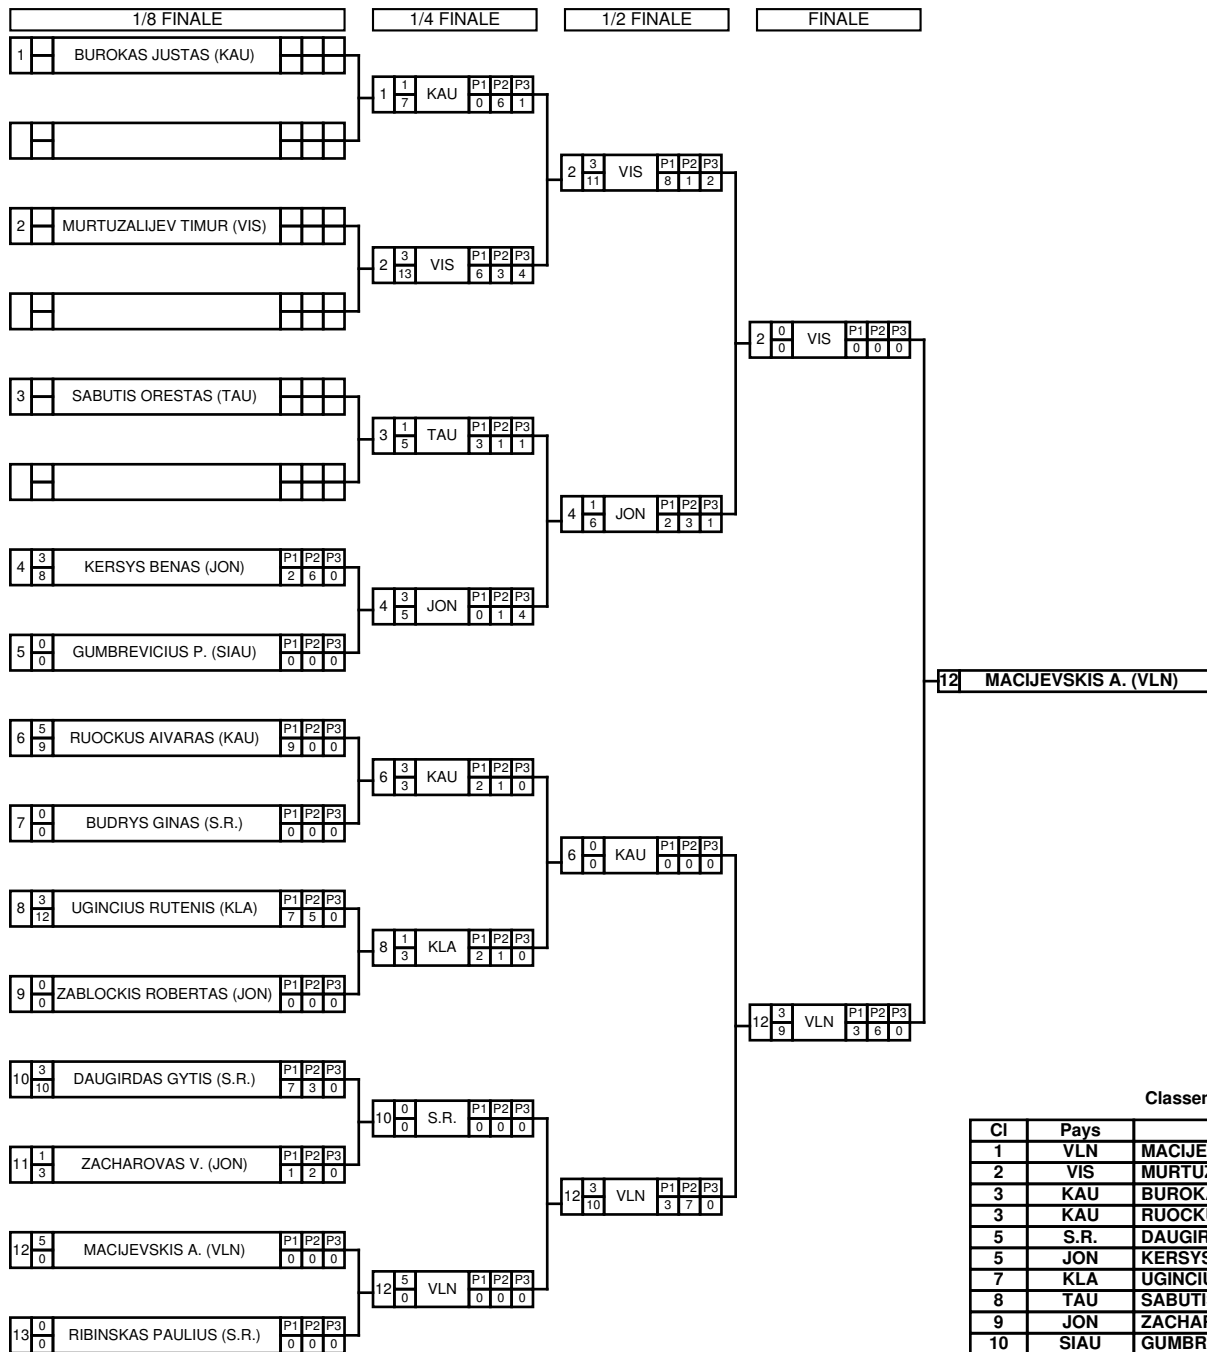 1/8 FINALE 1/4 FINALE 1/2 FINALE FINALE
1 BUROKAS JUSTAS (KAU)
1 1 7 KAU P1 P2 P3 0 6 1
2 3 11 VIS P1 P2 P3 8 1 2
2 MURTUZALIJEV TIMUR (VIS)
2 3 13 VIS P1 P2 P3 6 3 4
2 0 0 VIS P1 P2 P3 0 0 0
3 SABUTIS ORESTAS (TAU)
3 1 5 TAU P1 P2 P3 3 1 1
4 1 6 JON P1 P2 P3 2 3 1
4 3 8 KERSYS BENAS (JON) P1 P2 P3 2 6 0
4 3 5 JON P1 P2 P3 0 1 4
5 0 0 GUMBREVICIUS P. (SIAU) P1 P2 P3 0 0 0
12 MACIJEVSKIS A. (VLN)
6 5 9 RUOCKUS AIVARAS (KAU) P1 P2 P3 9 0 0
6 3 3 KAU P1 P2 P3 2 1 0
7 0 0 BUDRYS GINAS (S.R.) P1 P2 P3 0 0 0
6 0 0 KAU P1 P2 P3 0 0 0
8 3 12 UGINCIUS RUTENIS (KLA) P1 P2 P3 7 5 0
8 1 3 KLA P1 P2 P3 2 1 0
9 0 0 ZABLOCKIS ROBERTAS (JON) P1 P2 P3 0 0 0
12 3 9 VLN P1 P2 P3 3 6 0
10 3 10 DAUGIRDAS GYTIS (S.R.) P1 P2 P3 7 3 0
10 0 0 S.R. P1 P2 P3 0 0 0
11 1 3 ZACHAROVAS V. (JON) P1 P2 P3 1 2 0
12 3 10 VLN P1 P2 P3 3 7 0
12 5 0 MACIJEVSKIS A. (VLN) P1 P2 P3 0 0 0
12 5 0 VLN P1 P2 P3 0 0 0
13 0 0 RIBINSKAS PAULIUS (S.R.) P1 P2 P3 0 0 0
Classer
Cl Pays
1 VLN MACIJE
2 VIS MURTUZ
3 KAU BUROKA
3 KAU RUOCKU
5 S.R. DAUGIR
5 JON KERSYS
7 KLA UGINCIU
8 TAU SABUTI
9 JON ZACHAR
10 SIAU GUMBR